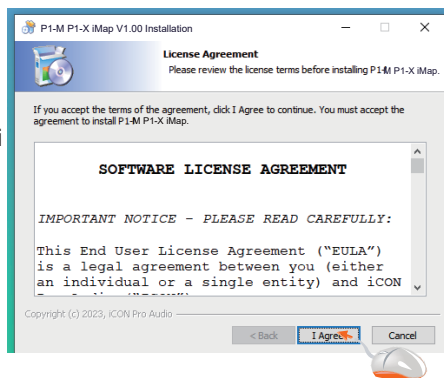 P1-M P1-X iMap V1.00 Installation
License Agreement
Please review the license terms before installing P1-M P1-X iMap.
If you accept the terms of the agreement, click I Agree to continue. You must accept the
agreement to install P1-M P1-X iMap.
SOFTWARE LICENSE AGREEMENT
IMPORTANT NOTICE – PLEASE READ CAREFULLY:
This End User License Agreement (“EULA”)
is a legal agreement between you (either
an individual or a single entity) and iCON
Copyright (c) 2023, iCON Pro Audio
< Back
I Agree
Cancel